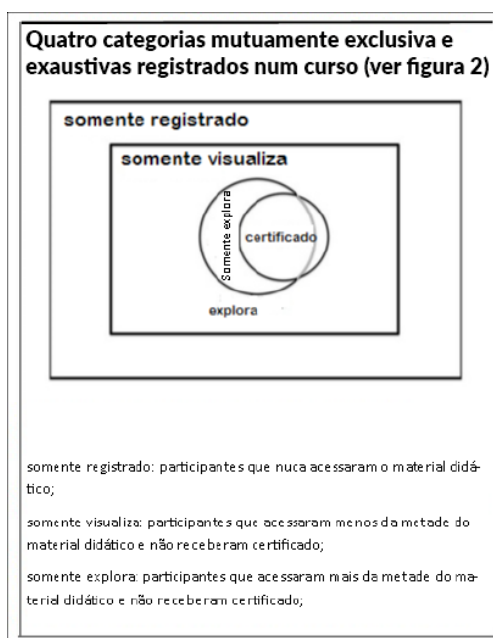 Quatro categorias mutuamente exclusiva e
exaustivas registrados num curso (ver figura 2)
somente registrado
somente visualiza
Somente explora
certificado
explora
somente registrado: participantes que nuca acessaram o material didá-
tico;
somente visualiza: participantes que acessaram menos da metade do
material didático e não receberam certificado;
somente explora: participantes que acessaram mais da metade do ma-
terial didático e não receberam certificado;